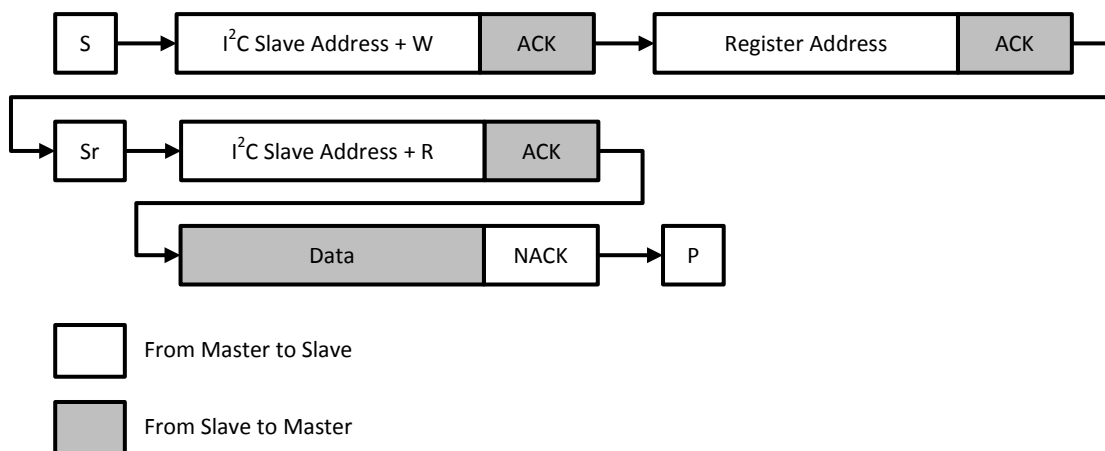 S I²C Slave Address + W ACK Register Address ACK
Sr I²C Slave Address + R ACK
Data NACK P
From Master to Slave
From Slave to Master